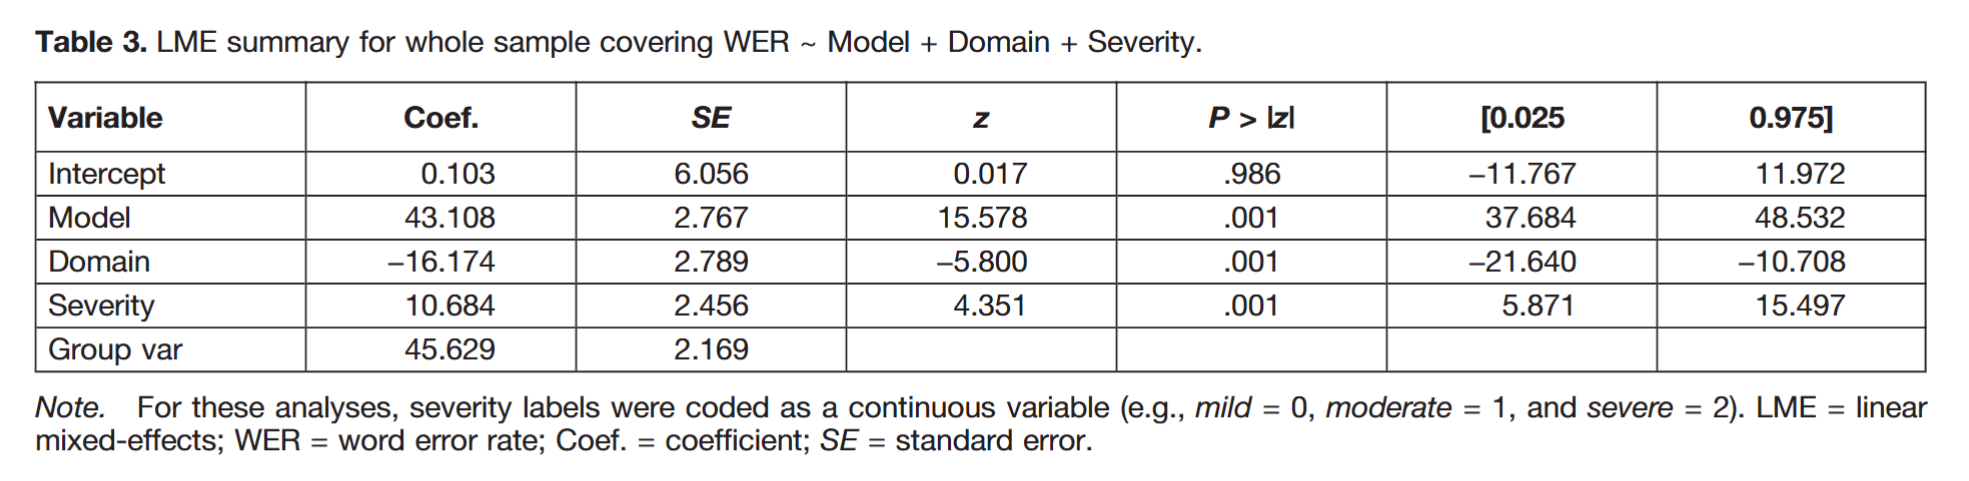 Table 3. LME summary for whole sample covering WER ~ Model + Domain + Severity.
Variable Coef. SE z P > |z| [0.025 0.975]
Intercept 0.103 6.056 0.017 .986 −11.767 11.972
Model 43.108 2.767 15.578 .001 37.684 48.532
Domain −16.174 2.789 −5.800 .001 −21.640 −10.708
Severity 10.684 2.456 4.351 .001 5.871 15.497
Group var 45.629 2.169
Note. For these analyses, severity labels were coded as a continuous variable (e.g., mild = 0, moderate = 1, and severe = 2). LME = linear
mixed-effects; WER = word error rate; Coef. = coefficient; SE = standard error.